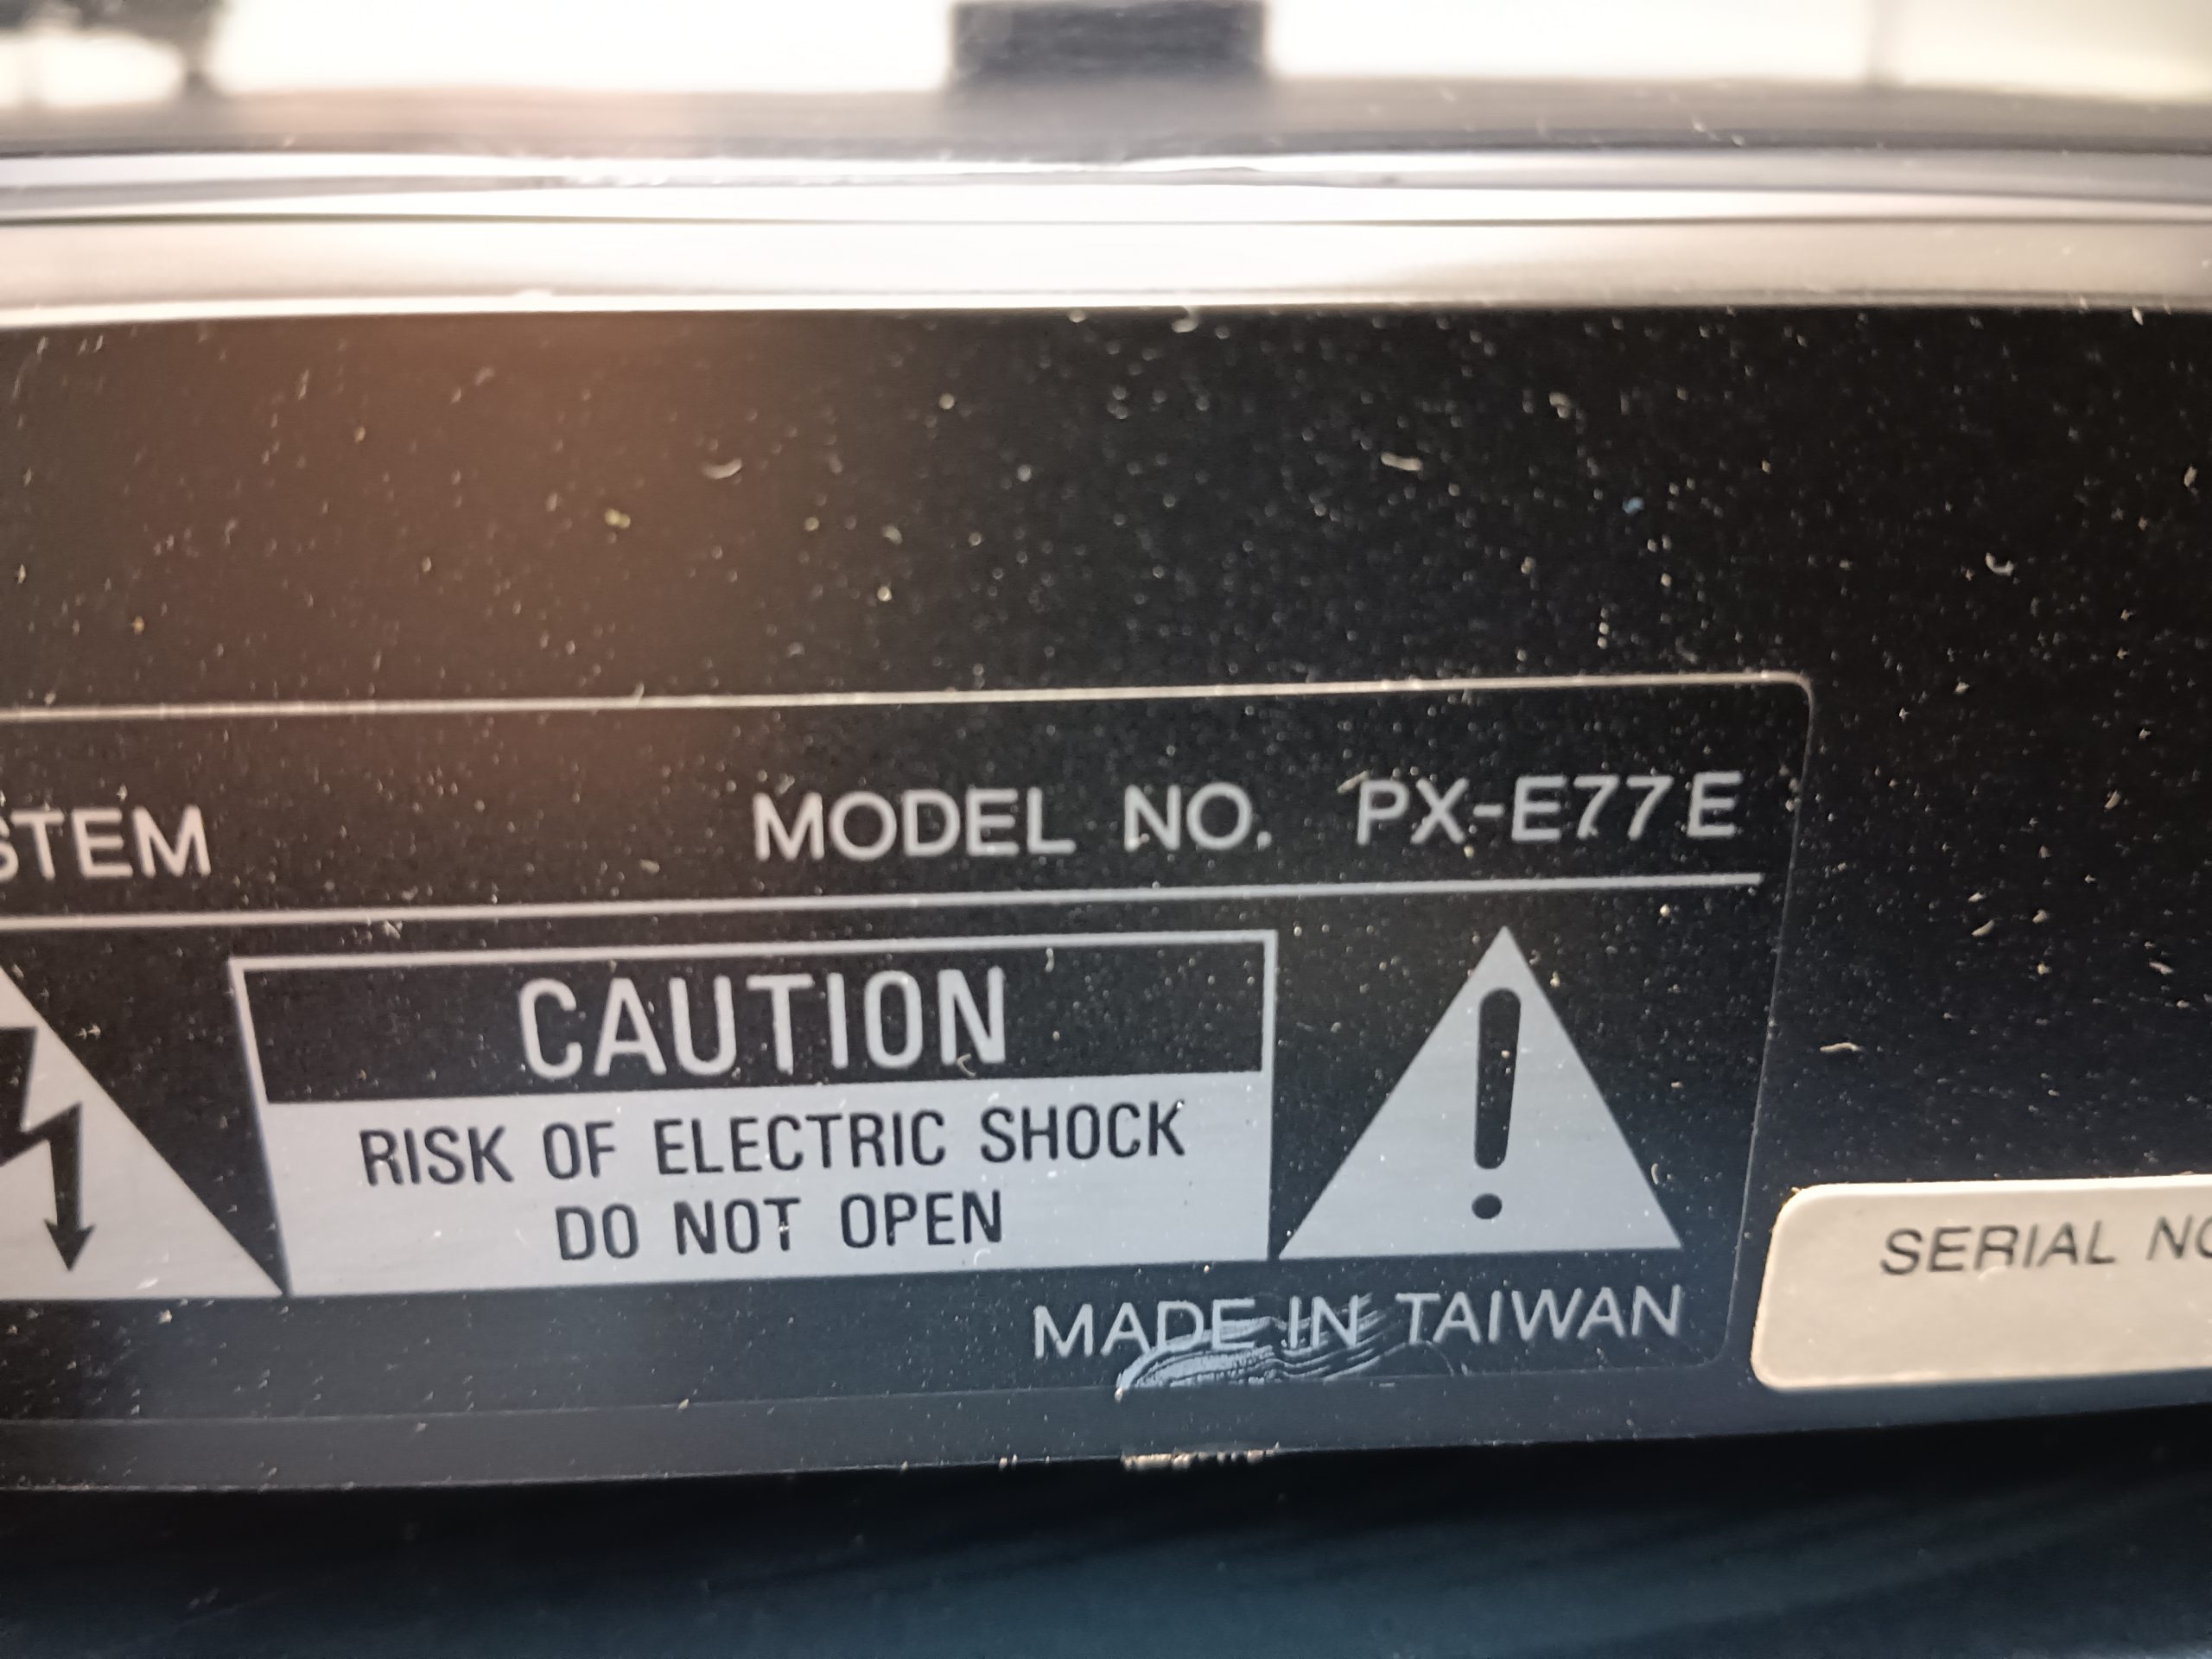 STEM MODEL NO. PX-E77E
CAUTION
RISK OF ELECTRIC SHOCK
DO NOT OPEN
MADE IN TAIWAN
SERIAL NO